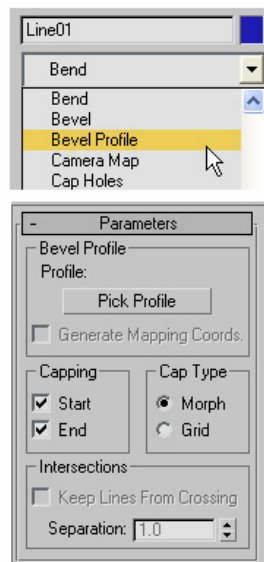 Line01
Bend
Bend
Bevel
Bevel Profile
Camera Map
Cap Holes
- Parameters
Bevel Profile
Profile:
Pick Profile
Generate Mapping Coords.
Capping
Cap Type
Start
Morph
End
Grid
Intersections
Keep Lines From Crossing
Separation: 1.0